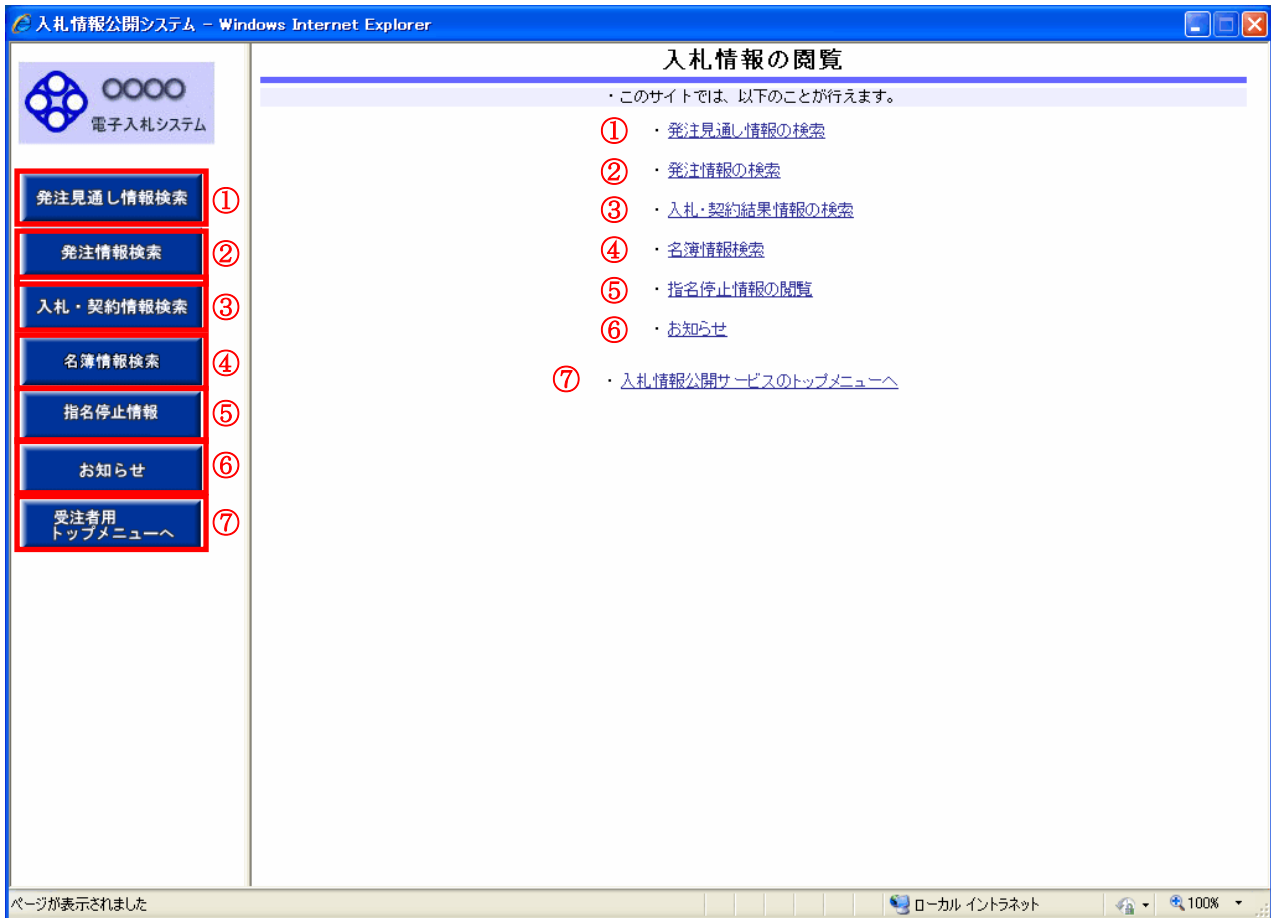 入札情報公開システム - Windows Internet Explorer
○○○○
電子入札システム
発注見通し情報検索 ①
発注情報検索 ②
入札・契約情報検索 ③
名簿情報検索 ④
指名停止情報 ⑤
お知らせ ⑥
受注者用
トップメニューへ ⑦
入札情報の閲覧
・このサイトでは、以下のことが行えます。
① ・発注見通し情報の検索
② ・発注情報の検索
③ ・入札・契約結果情報の検索
④ ・名簿情報検索
⑤ ・指名停止情報の閲覧
⑥ ・お知らせ
⑦ ・入札情報公開サービスのトップメニューへ
ページが表示されました
ローカル イントラネット
100%